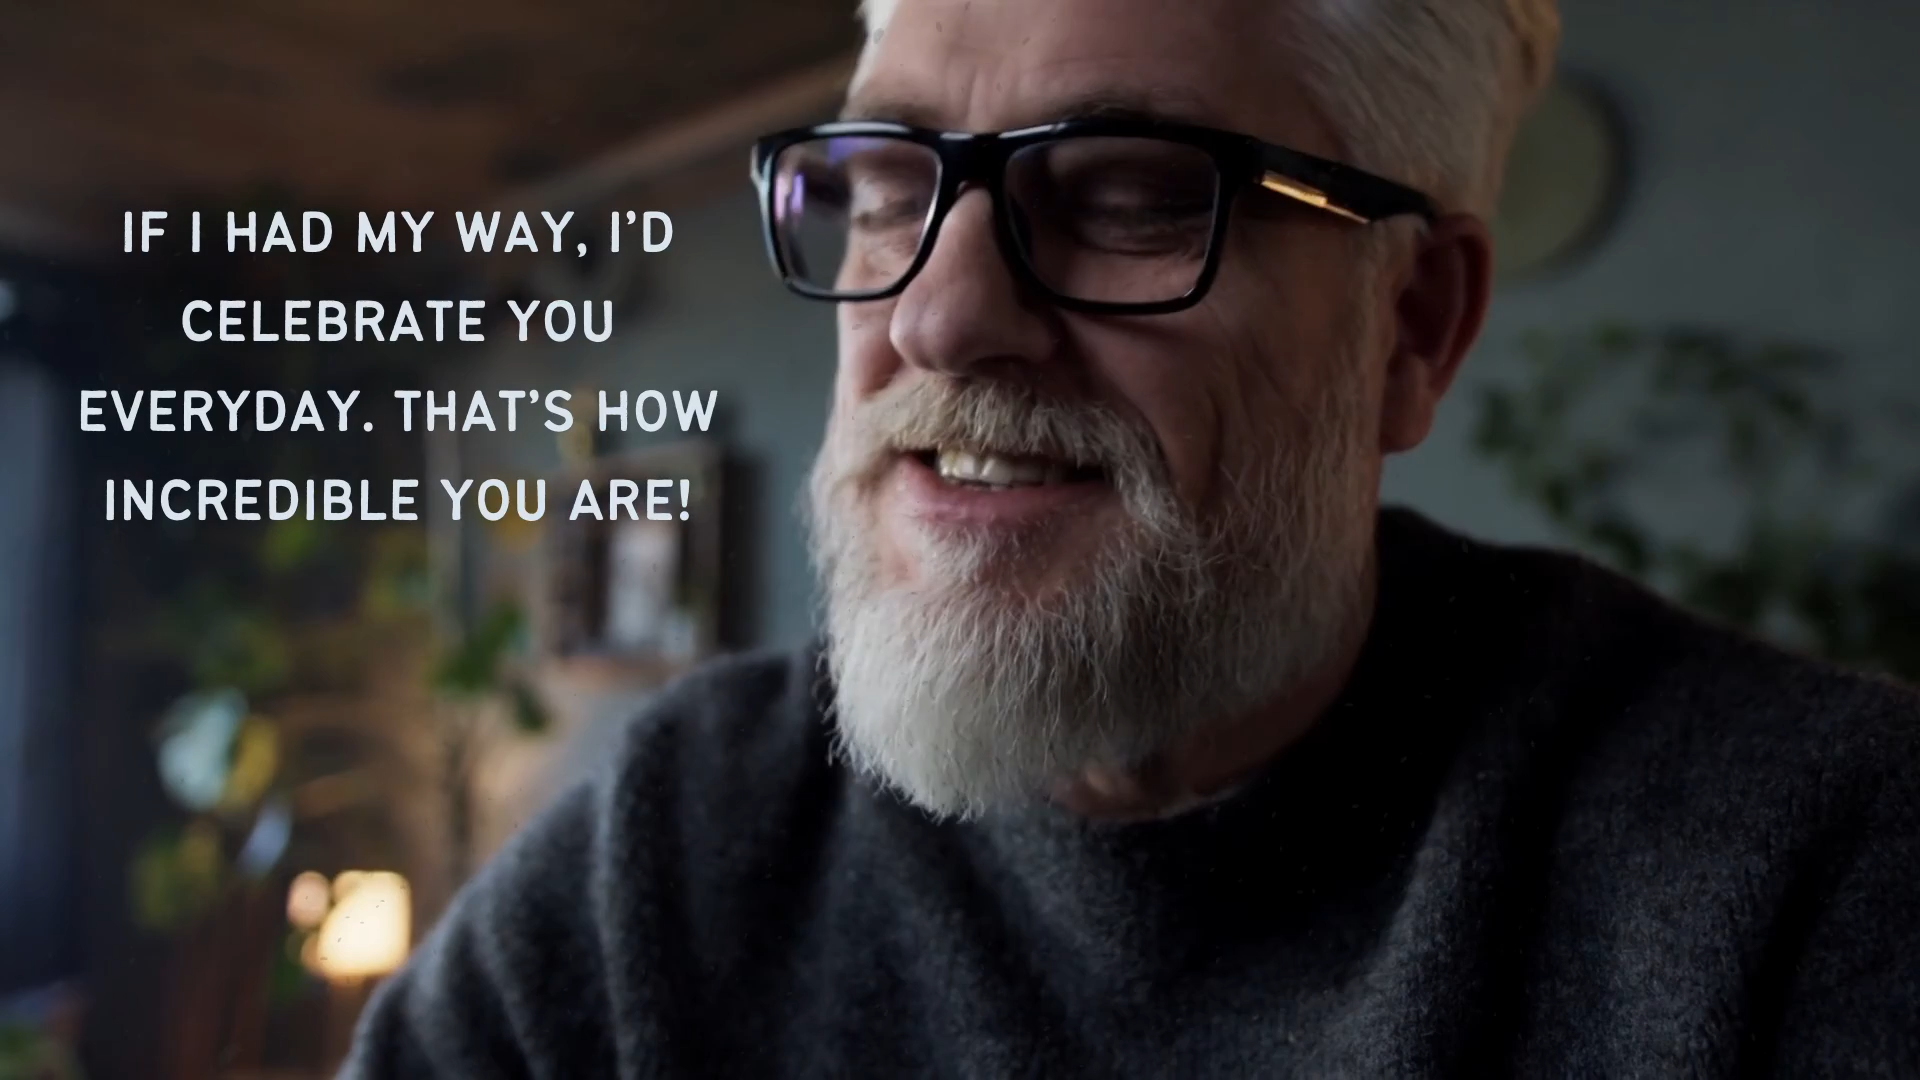 IF I HAD MY WAY, I’D
CELEBRATE YOU
EVERYDAY. THAT’S HOW
INCREDIBLE YOU ARE!